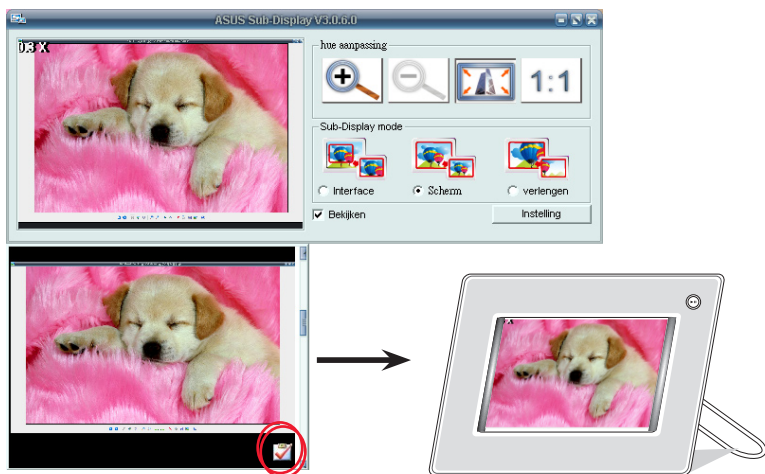 ASUS Sub-Display V3.0.6.0
0.3 X
hue aanpassing
1:1
Sub-Display mode
Interface
Scherm
verlengen
Bekijken
Instelling